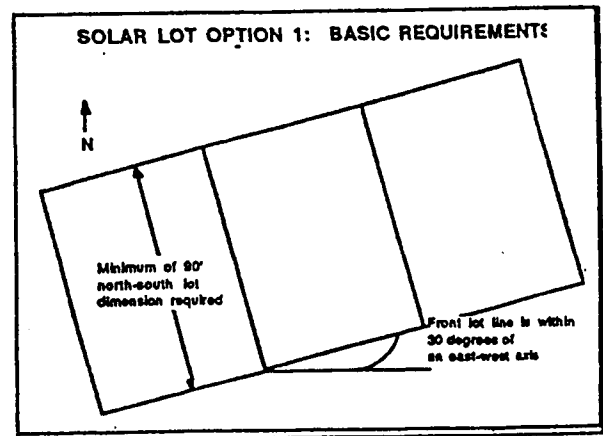 SOLAR LOT OPTION 1: BASIC REQUIREMENTS
N
Minimum of 90'
north-south lot
dimension required
Front lot line is within
30 degrees of
an east-west axis